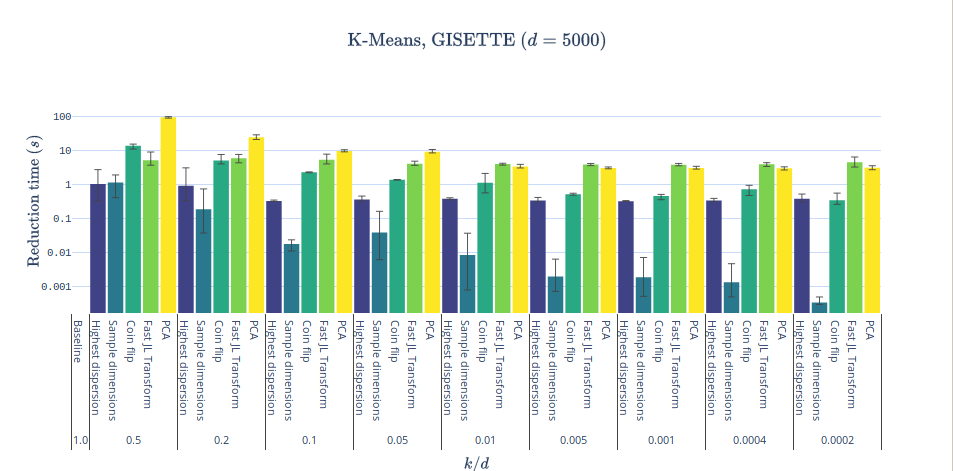 K-Means, GISETTE (d = 5000)
Reduction time (s)
100
10
1
0.1
0.01
0.001
Baseline
Highest dispersion
Sample dimensions
Coin flip
Fast JL Transform
PCA
Highest dispersion
Sample dimensions
Coin flip
Fast JL Transform
PCA
Highest dispersion
Sample dimensions
Coin flip
Fast JL Transform
PCA
Highest dispersion
Sample dimensions
Coin flip
Fast JL Transform
PCA
Highest dispersion
Sample dimensions
Coin flip
Fast JL Transform
PCA
Highest dispersion
Sample dimensions
Coin flip
Fast JL Transform
PCA
Highest dispersion
Sample dimensions
Coin flip
Fast JL Transform
PCA
Highest dispersion
Sample dimensions
Coin flip
Fast JL Transform
PCA
Highest dispersion
Sample dimensions
Coin flip
Fast JL Transform
PCA
1.0 0.5 0.2 0.1 0.05 0.01 0.005 0.001 0.0004 0.0002
k/d